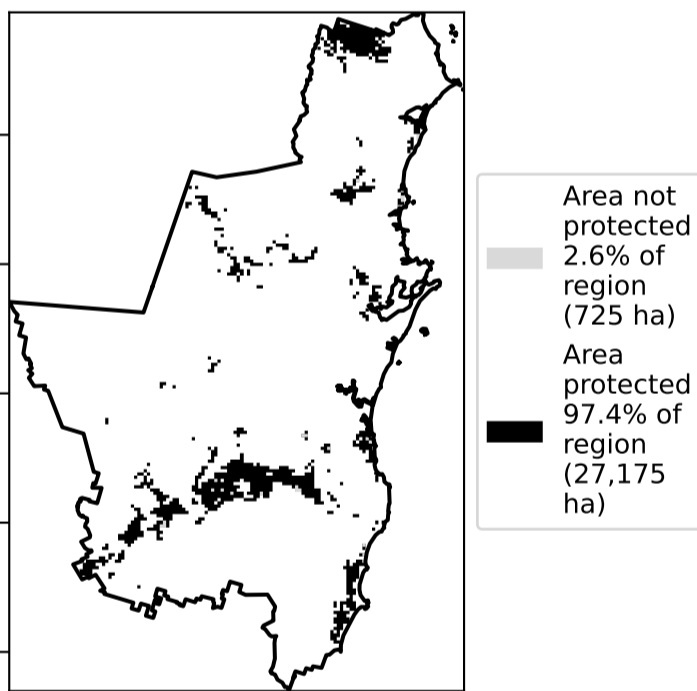 Area not
protected
2.6% of
region
(725 ha)
Area
protected
97.4% of
region
(27,175
ha)